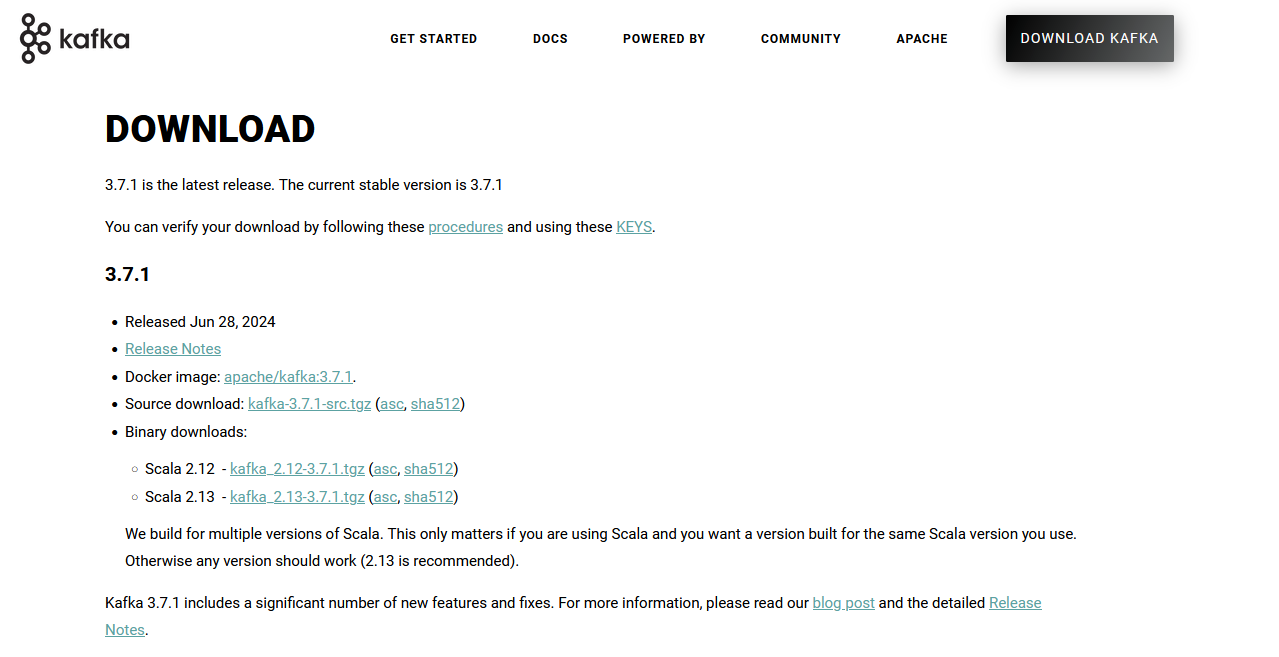 kafka
GET STARTED DOCS POWERED BY COMMUNITY APACHE DOWNLOAD KAFKA
DOWNLOAD
3.7.1 is the latest release. The current stable version is 3.7.1
You can verify your download by following these procedures and using these KEYS.
3.7.1
• Released Jun 28, 2024
• Release Notes
• Docker image: apache/kafka:3.7.1.
• Source download: kafka-3.7.1-src.tgz (asc, sha512)
• Binary downloads:
○ Scala 2.12 - kafka_2.12-3.7.1.tgz (asc, sha512)
○ Scala 2.13 - kafka_2.13-3.7.1.tgz (asc, sha512)
We build for multiple versions of Scala. This only matters if you are using Scala and you want a version built for the same Scala version you use.
Otherwise any version should work (2.13 is recommended).
Kafka 3.7.1 includes a significant number of new features and fixes. For more information, please read our blog post and the detailed Release
Notes.